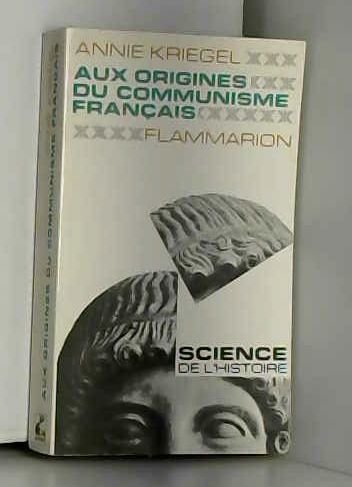 ANNIE KRIEGEL
AUX ORIGINES
DU COMMUNISME
FRANÇAIS
FLAMMARION
SCIENCE
DE L'HISTOIRE
AUX ORIGINES DU COMMUNISME FRANÇAIS